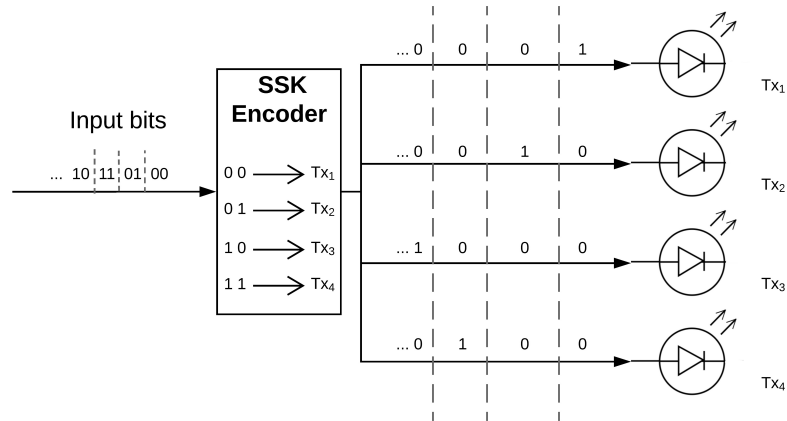 Input bits
... 10 11 01 00
SSK
Encoder
0 0 Tx1
0 1 Tx2
1 0 Tx3
1 1 Tx4
... 0 0 0 1
Tx1
... 0 0 1 0
Tx2
... 1 0 0 0
Tx3
... 0 1 0 0
Tx4